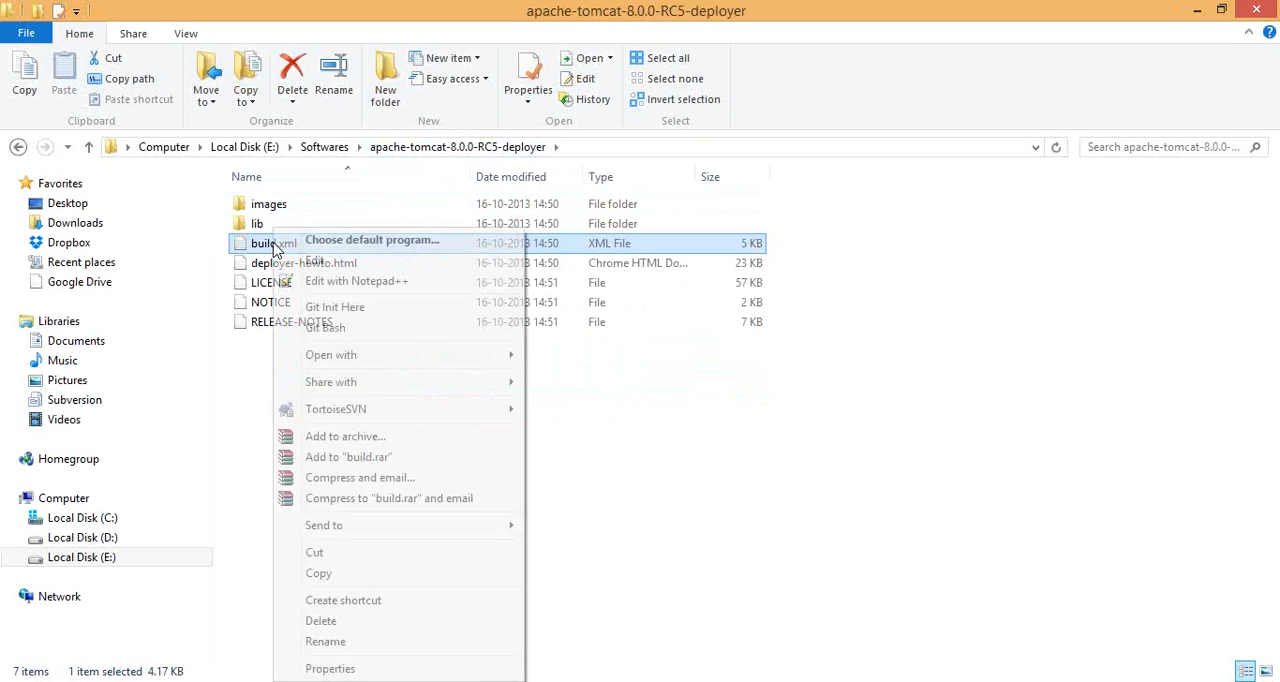 apache-tomcat-8.0.0-RC5-deployer
File
Home
Share
View
Copy
Paste
Cut
Copy path
Paste shortcut
Clipboard
Move to
Copy to
Delete
Rename
Organize
New folder
New item
Easy access
New
Properties
Open
Edit
History
Open
Select all
Select none
Invert selection
Select
Computer
Local Disk (E:)
Softwares
apache-tomcat-8.0.0-RC5-deployer
Search apache-tomcat-8.0.0-...
Name
Date modified
Type
Size
Favorites
Desktop
Downloads
Dropbox
Recent places
Google Drive
Libraries
Documents
Music
Pictures
Subversion
Videos
Homegroup
Computer
Local Disk (C:)
Local Disk (D:)
Local Disk (E:)
Network
images 16-10-2013 14:50 File folder
lib 16-10-2013 14:50 File folder
build.xml 16-10-2013 14:50 XML File 5 KB
deployer-howto.html 16-10-2013 14:50 Chrome HTML Do... 23 KB
LICENSE 16-10-2013 14:51 File 57 KB
NOTICE 16-10-2013 14:51 File 2 KB
RELEASE-NOTES 16-10-2013 14:51 File 7 KB
Choose default program...
Edit
Edit with Notepad++
Git Init Here
Git Bash
Open with
Share with
TortoiseSVN
Add to archive...
Add to "build.rar"
Compress and email...
Compress to "build.rar" and email
Send to
Cut
Copy
Create shortcut
Delete
Rename
Properties
7 items 1 item selected 4.17 KB